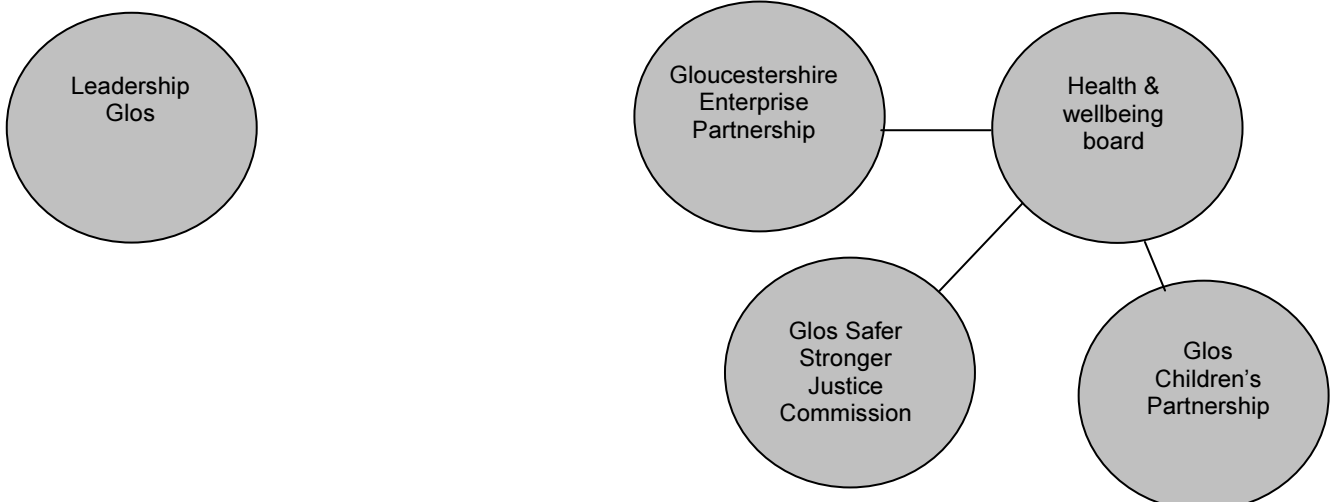 Leadership
Glos
Gloucestershire
Enterprise
Partnership
Health &
wellbeing
board
Glos Safer
Stronger
Justice
Commission
Glos
Children’s
Partnership